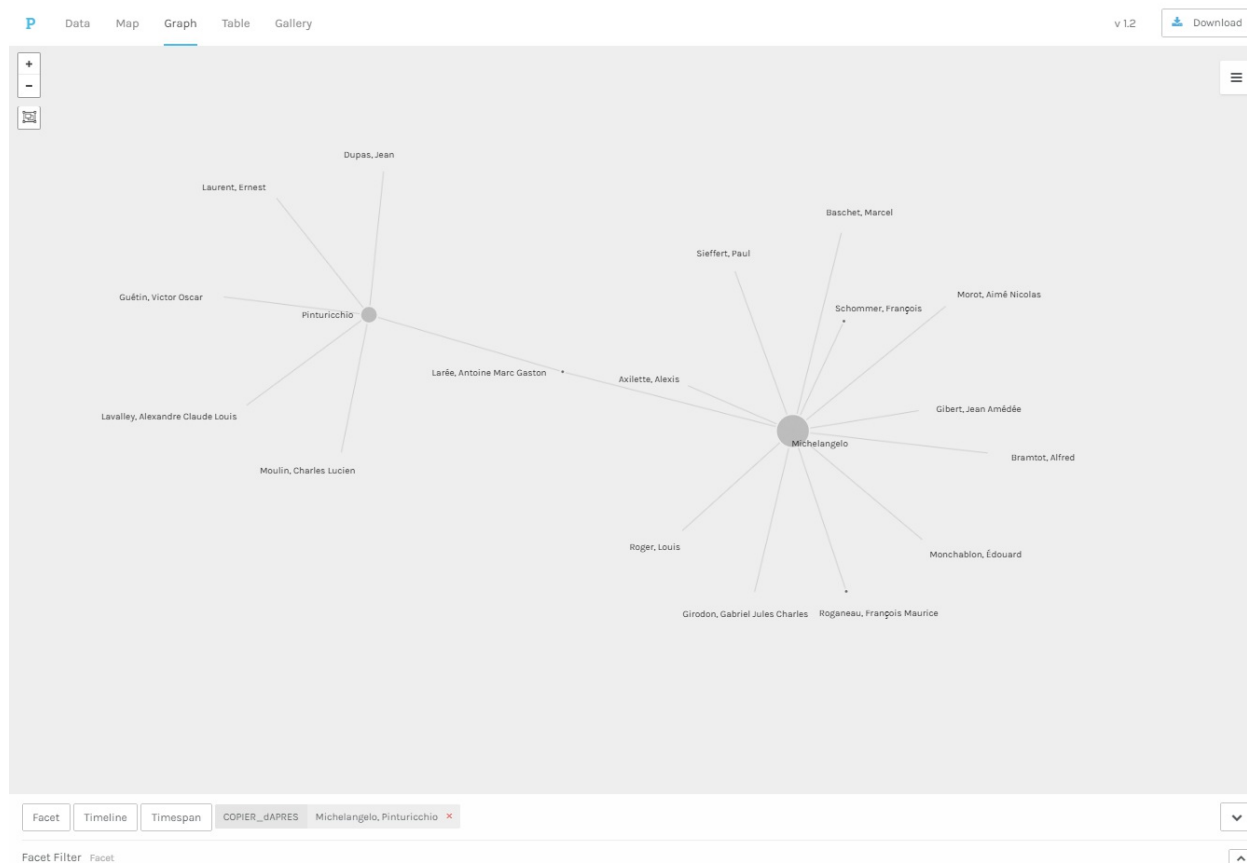 P Data Map Graph Table Gallery v 1.2 Download
+
−
Dupas, Jean
Laurent, Ernest
Baschet, Marcel
Sieffert, Paul
Morot, Aimé Nicolas
Guétin, Victor Oscar
Schommer, François
Pinturicchio
Larée, Antoine Marc Gaston
Axilette, Alexis
Gibert, Jean Amédée
Lavalley, Alexandre Claude Louis
Michelangelo
Bramtot, Alfred
Moulin, Charles Lucien
Roger, Louis
Monchablon, Édouard
Girodon, Gabriel Jules Charles
Roganeau, François Maurice
Facet Timeline Timespan COPIER_dAPRES Michelangelo, Pinturicchio ×
Facet Filter Facet